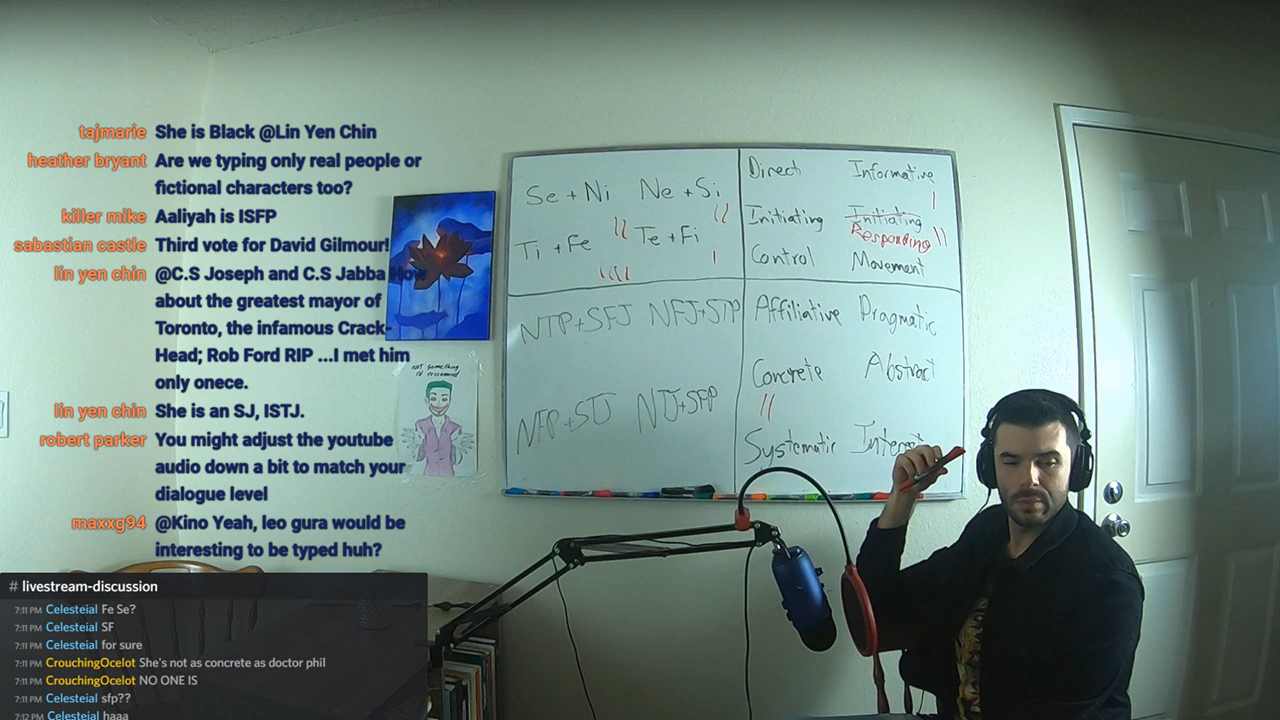 tajmarie She is Black @Lin Yen Chin
heather bryant Are we typing only real people or
fictional characters too?
killer mike Aaliyah is ISFP
sabastian castle Third vote for David Gilmour!
lin yen chin @C.S Joseph and C.S Jabba How
about the greatest mayor of
Toronto, the infamous Crack-
Head; Rob Ford RIP ...I met him
only onece.
lin yen chin She is an SJ, ISTJ.
robert parker You might adjust the youtube
audio down a bit to match your
dialogue level
maxxg94 @Kino Yeah, leo gura would be
interesting to be typed huh?
# livestream-discussion
7:11 PM Celesteial Fe Se?
7:11 PM Celesteial SF
7:11 PM Celesteial for sure
7:11 PM CrouchingOcelot She's not as concrete as doctor phil
7:11 PM CrouchingOcelot NO ONE IS
7:11 PM Celesteial sfp??
7:12 PM Celesteial haaa
NOT something
I'd recommend
Se + Ni Ne + Si
Ti + Fe Te + Fi
NTP+SFJ NFJ+STP
NFP+STJ NTJ+SFP
Direct Informative
Initiating Initiating
Responding
Control Movement
Affiliative Pragmatic
Concrete Abstract
Systematic